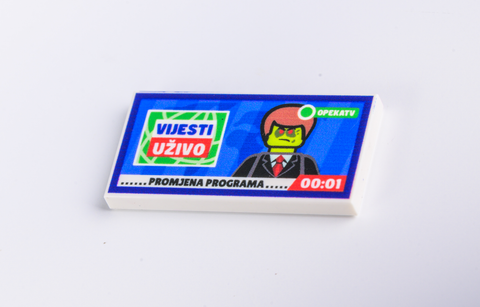 VIJESTI
UŽIVO
OPEKATV
......PROMJENA PROGRAMA.....
00:01